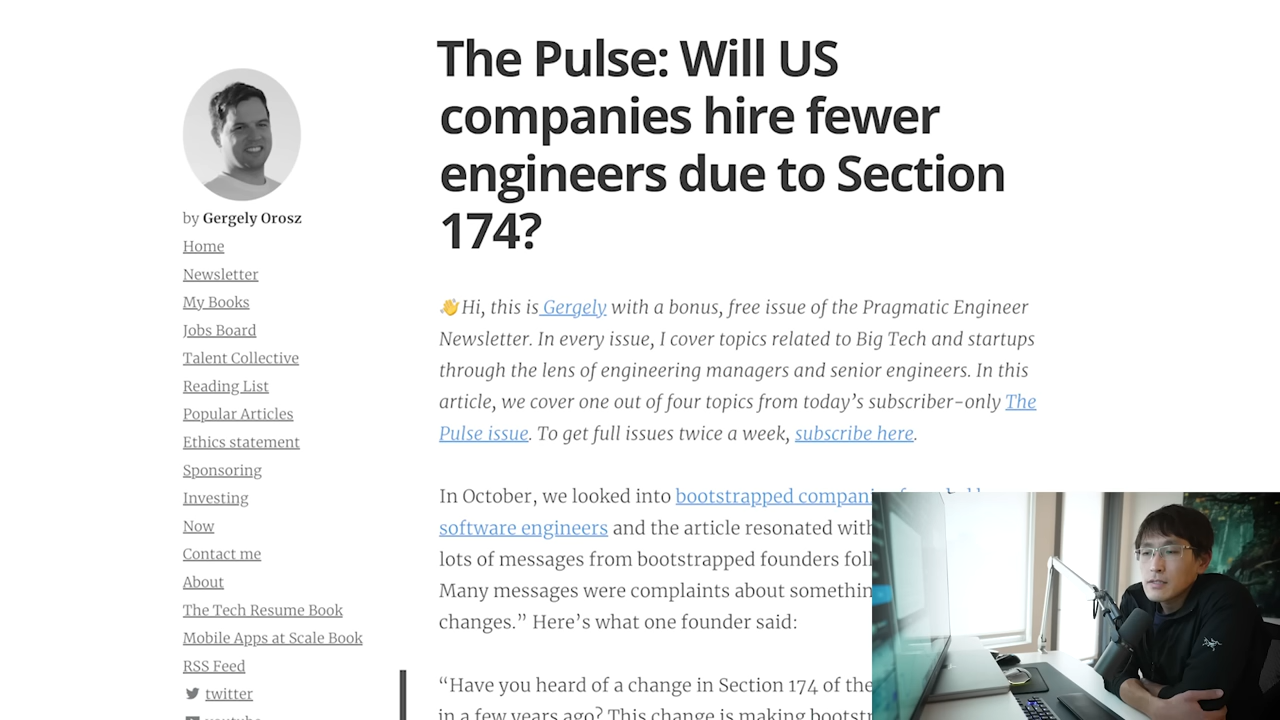 The Pulse: Will US
companies hire fewer
engineers due to Section
174?
by Gergely Orosz
Home
Newsletter
My Books
Jobs Board
Talent Collective
Reading List
Popular Articles
Ethics statement
Sponsoring
Investing
Now
Contact me
About
The Tech Resume Book
Mobile Apps at Scale Book
RSS Feed
twitter
👋 Hi, this is Gergely with a bonus, free issue of the Pragmatic Engineer
Newsletter. In every issue, I cover topics related to Big Tech and startups
through the lens of engineering managers and senior engineers. In this
article, we cover one out of four topics from today’s subscriber-only The
Pulse issue. To get full issues twice a week, subscribe here.
In October, we looked into bootstrapped
software engineers and the article resonated with
lots of messages from bootstrapped founders
Many messages were complaints about
changes.” Here’s what one founder said:
“Have you heard of a change in Section 174 of the
in a few years ago? This change is making